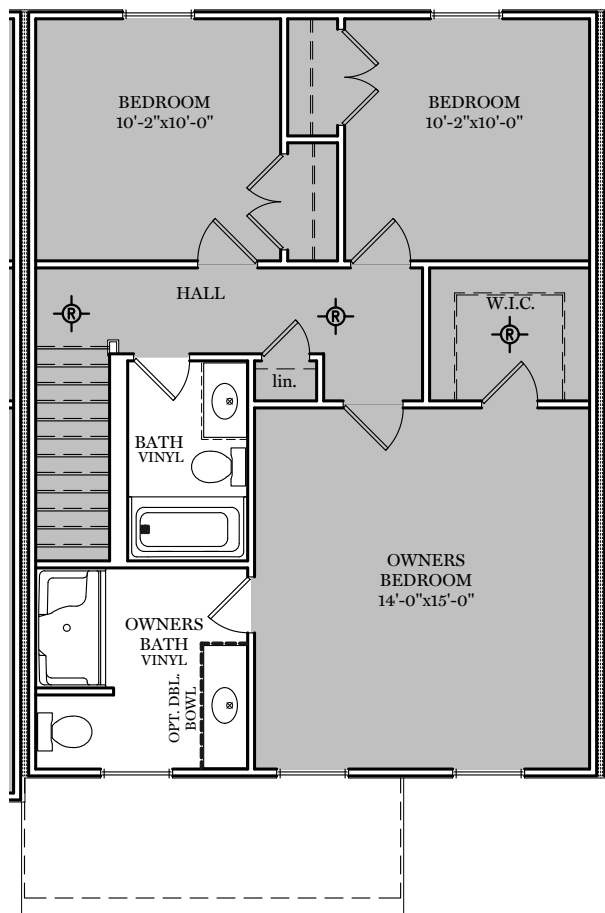 BEDROOM
10'-2"x10'-0"
BEDROOM
10'-2"x10'-0"
HALL
W.I.C.
R
R
R
lin.
BATH
VINYL
OWNERS
BEDROOM
14'-0"x15'-0"
OWNERS
BATH
VINYL
OPT. DBL.
BOWL